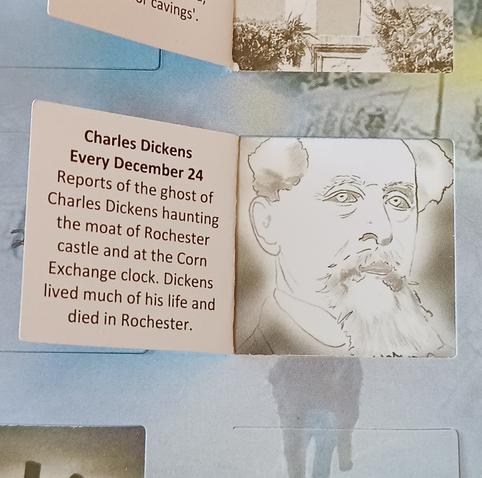 cavings'.
Charles Dickens
Every December 24
Reports of the ghost of
Charles Dickens haunting
the moat of Rochester
castle and at the Corn
Exchange clock. Dickens
lived much of his life and
died in Rochester.